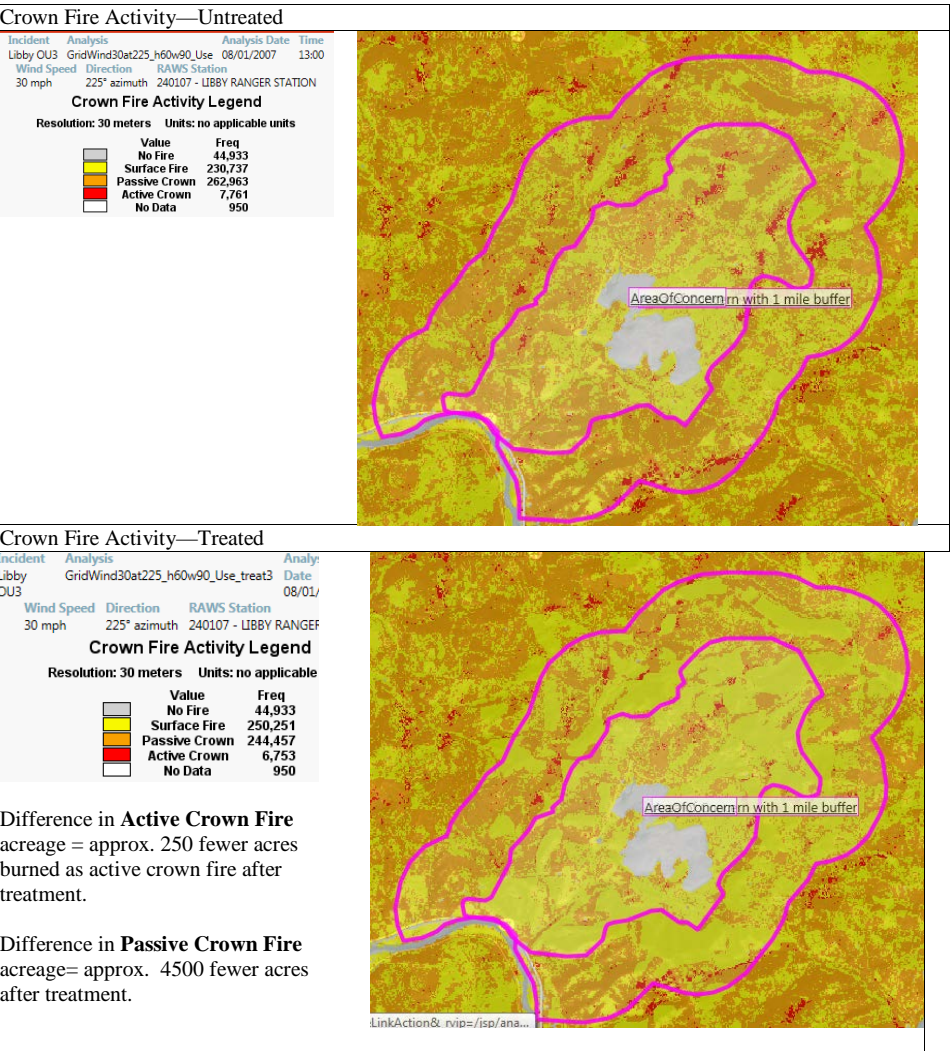 Crown Fire Activity—Untreated
Incident Analysis Analysis Date Time
Libby OU3 GridWind30at225_h60w90_Use 08/01/2007 13:00
Wind Speed Direction RAWS Station
30 mph 225° azimuth 240107 - LIBBY RANGER STATION
Crown Fire Activity Legend
Resolution: 30 meters Units: no applicable units
Value Freq
No Fire 44,933
Surface Fire 230,737
Passive Crown 262,963
Active Crown 7,761
No Data 950
AreaOfConcern rn with 1 mile buffer
Crown Fire Activity—Treated
ncident Analysis Analy
Libby GridWind30at225_h60w90_Use_treat3 Date
OU3 08/01/
Wind Speed Direction RAWS Station
30 mph 225° azimuth 240107 - LIBBY RANGER
Crown Fire Activity Legend
Resolution: 30 meters Units: no applicable
Value Freq
No Fire 44,933
Surface Fire 250,251
Passive Crown 244,457
Active Crown 6,753
No Data 950
AreaOfConcern rn with 1 mile buffer
Difference in Active Crown Fire
acreage = approx. 250 fewer acres
burned as active crown fire after
treatment.
Difference in Passive Crown Fire
acreage= approx. 4500 fewer acres
after treatment.
LinkAction&_rvip=/jsp/ana...